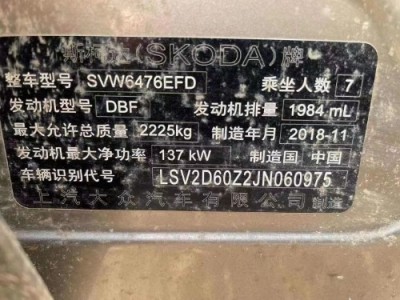 斯柯达(SKODA)牌
整车型号 SVW6476EFD 乘坐人数 7
发动机型号 DBF 发动机排量 1984 mL
最大允许总质量 2225kg 制造年月 2018-11
发动机最大净功率 137 kW 制造国 中国
车辆识别代号 LSV2D60Z2JN060975
上汽大众汽车有限公司 制造